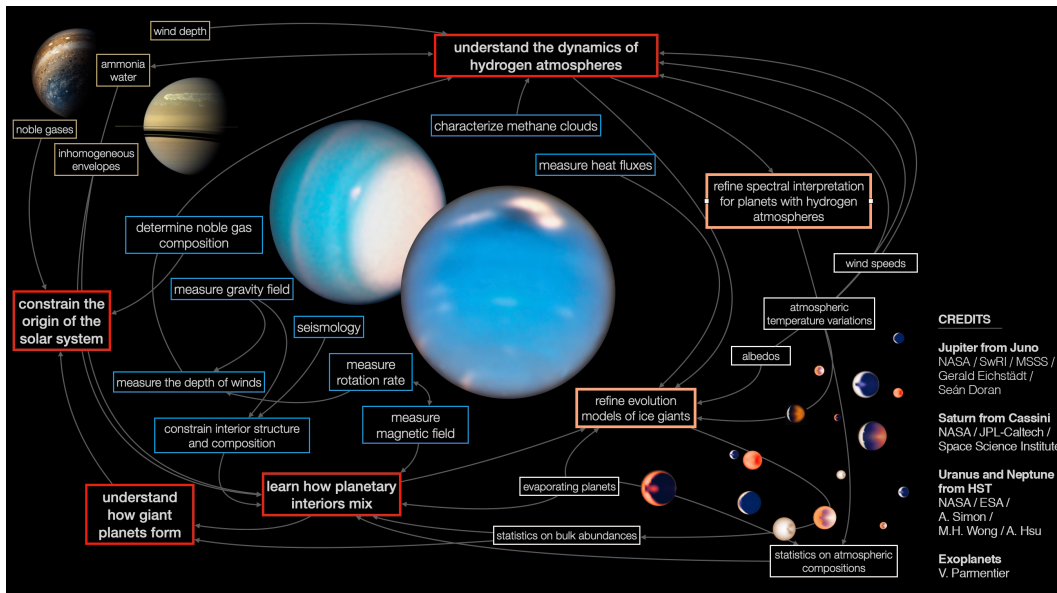 wind depth
understand the dynamics of
hydrogen atmospheres
ammonia
water
noble gases
characterize methane clouds
inhomogeneous
envelopes
measure heat fluxes
refine spectral interpretation
for planets with hydrogen
atmospheres
determine noble gas
composition
wind speeds
measure gravity field
constrain the
origin of the
solar system
atmospheric
temperature variations
seismology
albedos
measure
rotation rate
measure the depth of winds
refine evolution
models of ice giants
measure
magnetic field
constrain interior structure
and composition
learn how planetary
interiors mix
evaporating planets
understand
how giant
planets form
statistics on bulk abundances
statistics on atmospheric
compositions
CREDITS
Jupiter from Juno
NASA / SwRI / MSSS /
Gerald Eichstädt /
Seán Doran
Saturn from Cassini
NASA / JPL-Caltech /
Space Science Institute
Uranus and Neptune
from HST
NASA / ESA /
A. Simon /
M.H. Wong / A. Hsu
Exoplanets
V. Parmentier